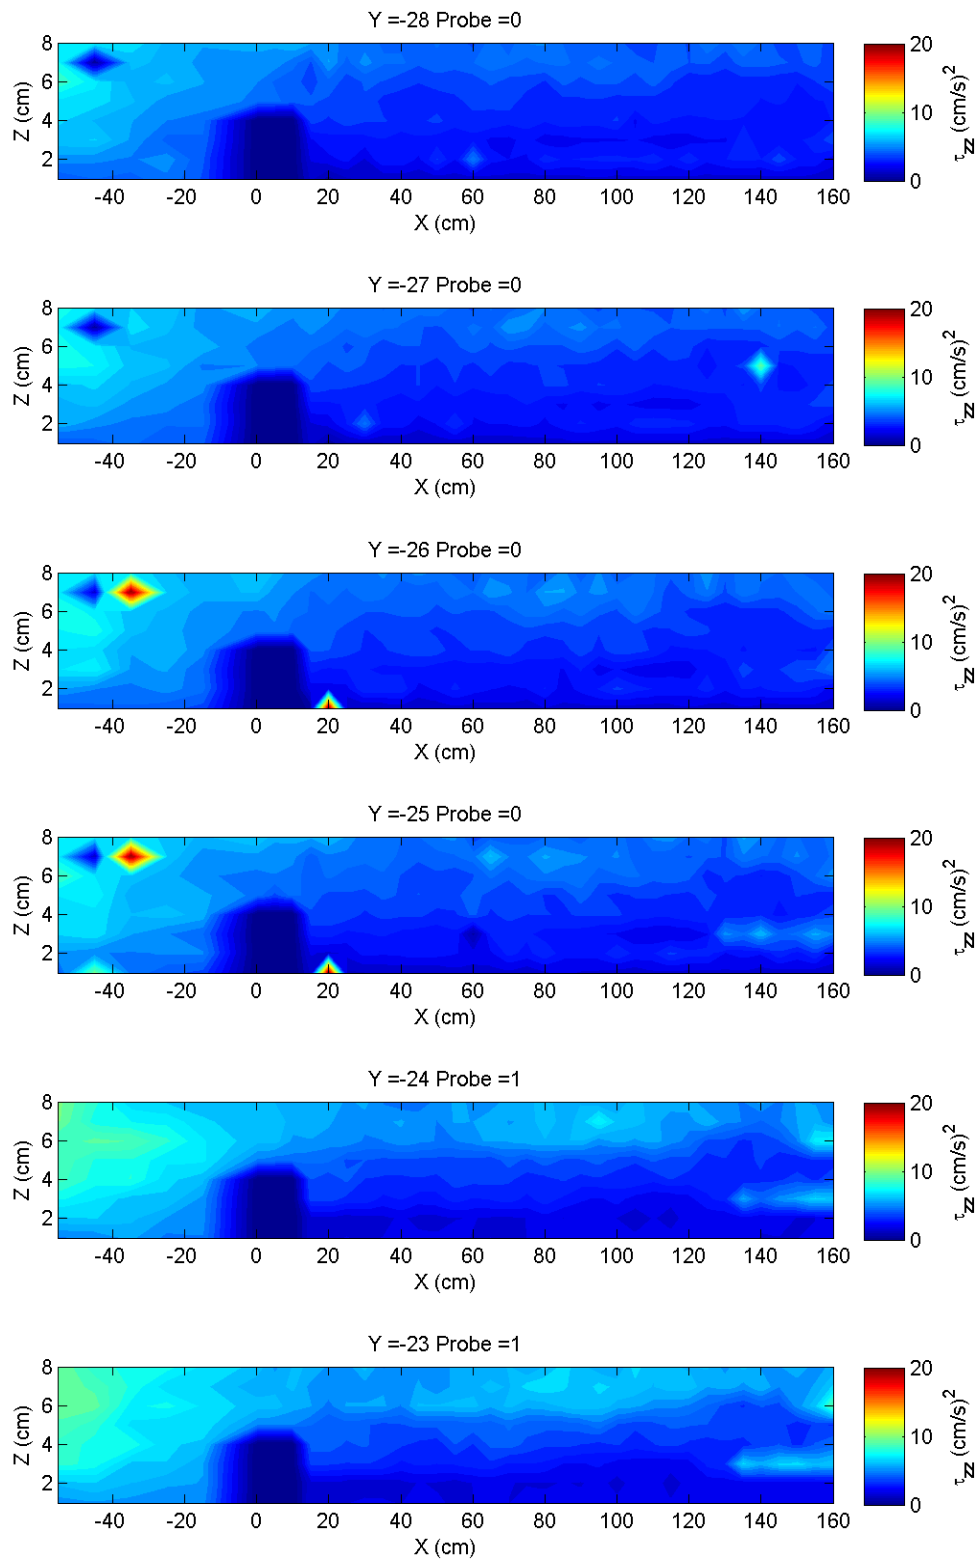 Y =-28 Probe =0
8
6
4
2
Z (cm)
-40 -20 0 20 40 60 80 100 120 140 160
X (cm)
20
10
0
τzz (cm/s)²
Y =-27 Probe =0
8
6
4
2
Z (cm)
-40 -20 0 20 40 60 80 100 120 140 160
X (cm)
20
10
0
τzz (cm/s)²
Y =-26 Probe =0
8
6
4
2
Z (cm)
-40 -20 0 20 40 60 80 100 120 140 160
X (cm)
20
10
0
τzz (cm/s)²
Y =-25 Probe =0
8
6
4
2
Z (cm)
-40 -20 0 20 40 60 80 100 120 140 160
X (cm)
20
10
0
τzz (cm/s)²
Y =-24 Probe =1
8
6
4
2
Z (cm)
-40 -20 0 20 40 60 80 100 120 140 160
X (cm)
20
10
0
τzz (cm/s)²
Y =-23 Probe =1
8
6
4
2
Z (cm)
-40 -20 0 20 40 60 80 100 120 140 160
X (cm)
20
10
0
τzz (cm/s)²